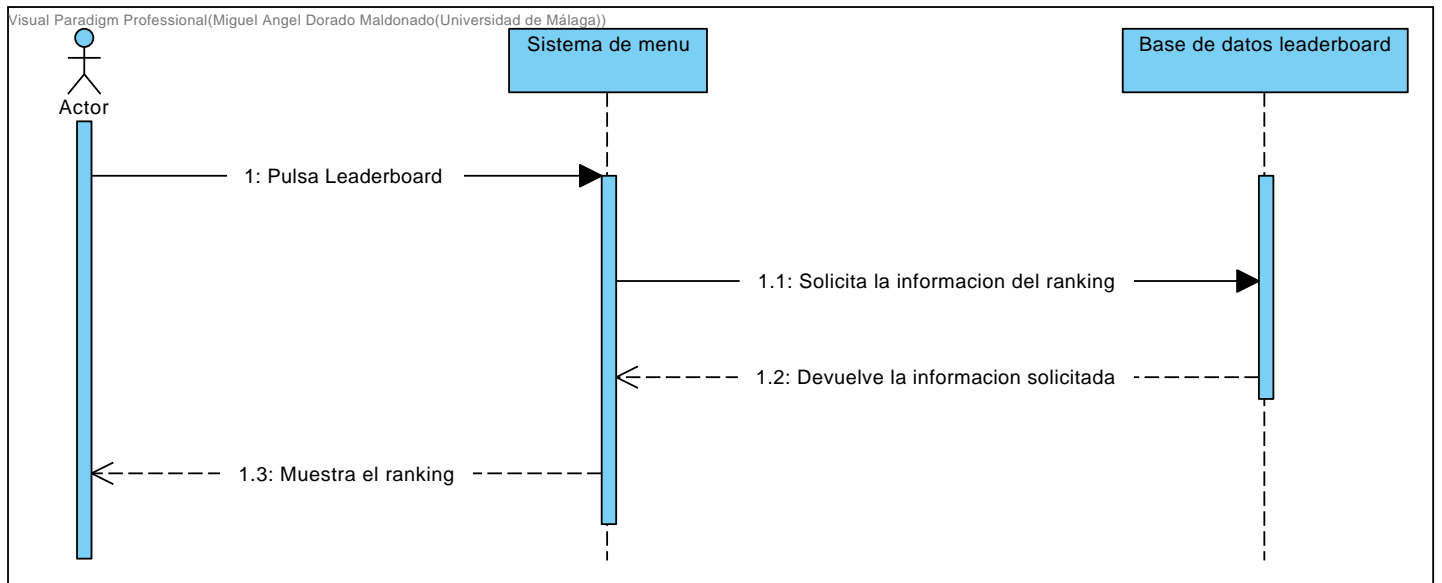 Visual Paradigm Professional(Miguel Angel Dorado Maldonado(Universidad de Málaga))
Sistema de menu
Base de datos leaderboard
Actor
1: Pulsa Leaderboard
1.1: Solicita la informacion del ranking
1.2: Devuelve la informacion solicitada
1.3: Muestra el ranking